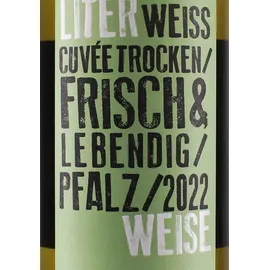 LITER WEISS
CUVÉE TROCKEN/
FRISCH&
LEBENDIG/
PFALZ/2022
WEISE